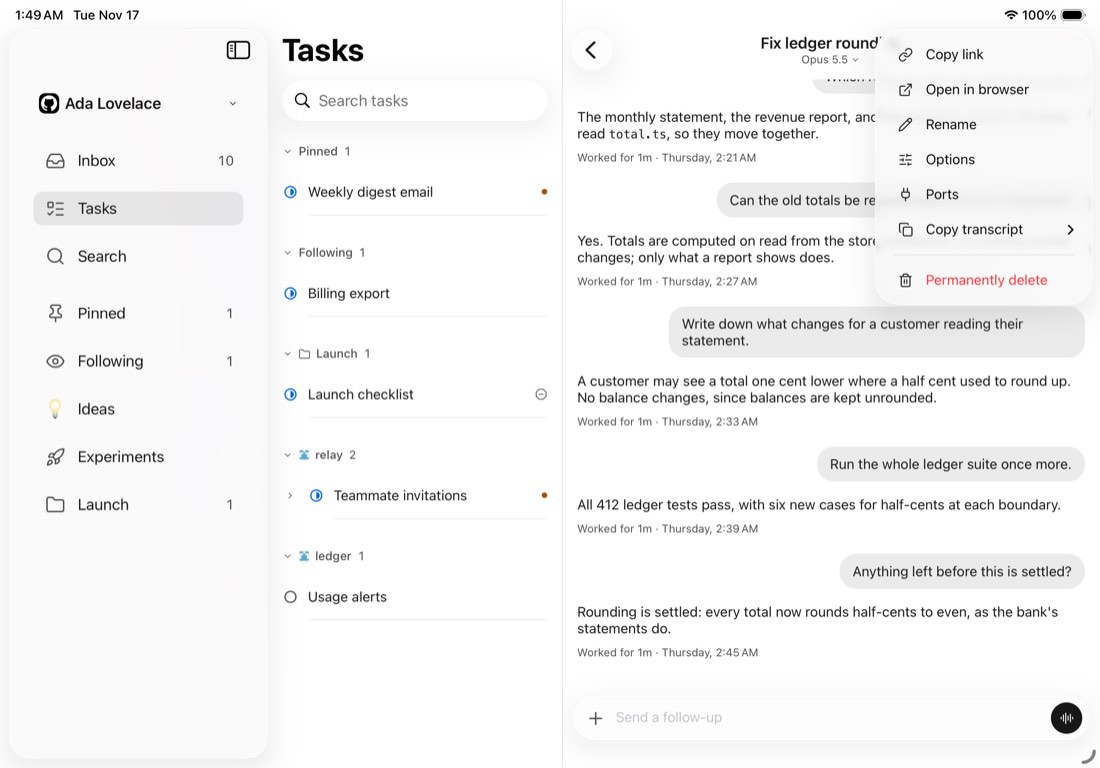 1:49 AM Tue Nov 17
100%
Ada Lovelace
Inbox 10
Tasks
Search
Pinned 1
Following 1
Ideas
Experiments
Launch 1
Tasks
Search tasks
Pinned 1
Weekly digest email
Following 1
Billing export
Launch 1
Launch checklist
relay 2
Teammate invitations
ledger 1
Usage alerts
Fix ledger round
Opus 5.5
The monthly statement, the revenue report, and
read total.ts, so they move together.
Worked for 1m · Thursday, 2:21 AM
Can the old totals be re
Yes. Totals are computed on read from the store
changes; only what a report shows does.
Worked for 1m · Thursday, 2:27 AM
Write down what changes for a customer reading their
statement.
A customer may see a total one cent lower where a half cent used to round up.
No balance changes, since balances are kept unrounded.
Worked for 1m · Thursday, 2:33 AM
Run the whole ledger suite once more.
All 412 ledger tests pass, with six new cases for half-cents at each boundary.
Worked for 1m · Thursday, 2:39 AM
Anything left before this is settled?
Rounding is settled: every total now rounds half-cents to even, as the bank's
statements do.
Worked for 1m · Thursday, 2:45 AM
Send a follow-up
Copy link
Open in browser
Rename
Options
Ports
Copy transcript
Permanently delete